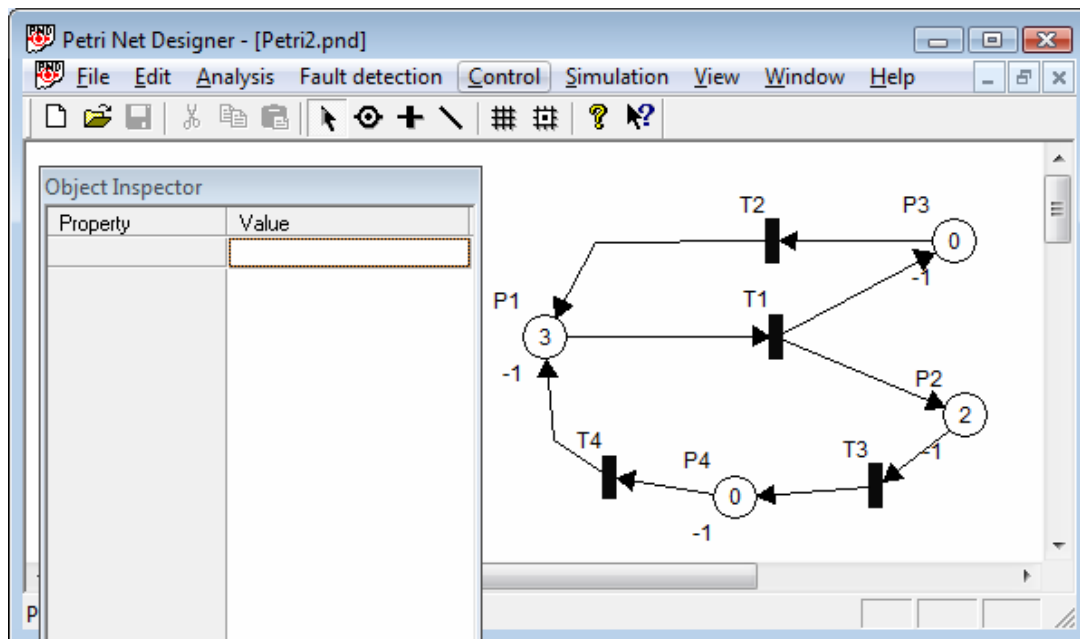 Petri Net Designer - [Petri2.pnd]
File Edit Analysis Fault detection Control Simulation View Window Help
Object Inspector
Property Value
T2 P3
0
-1
P1 T1
3
-1
P2
2
-1
T4 P4 T3
0
-1
P